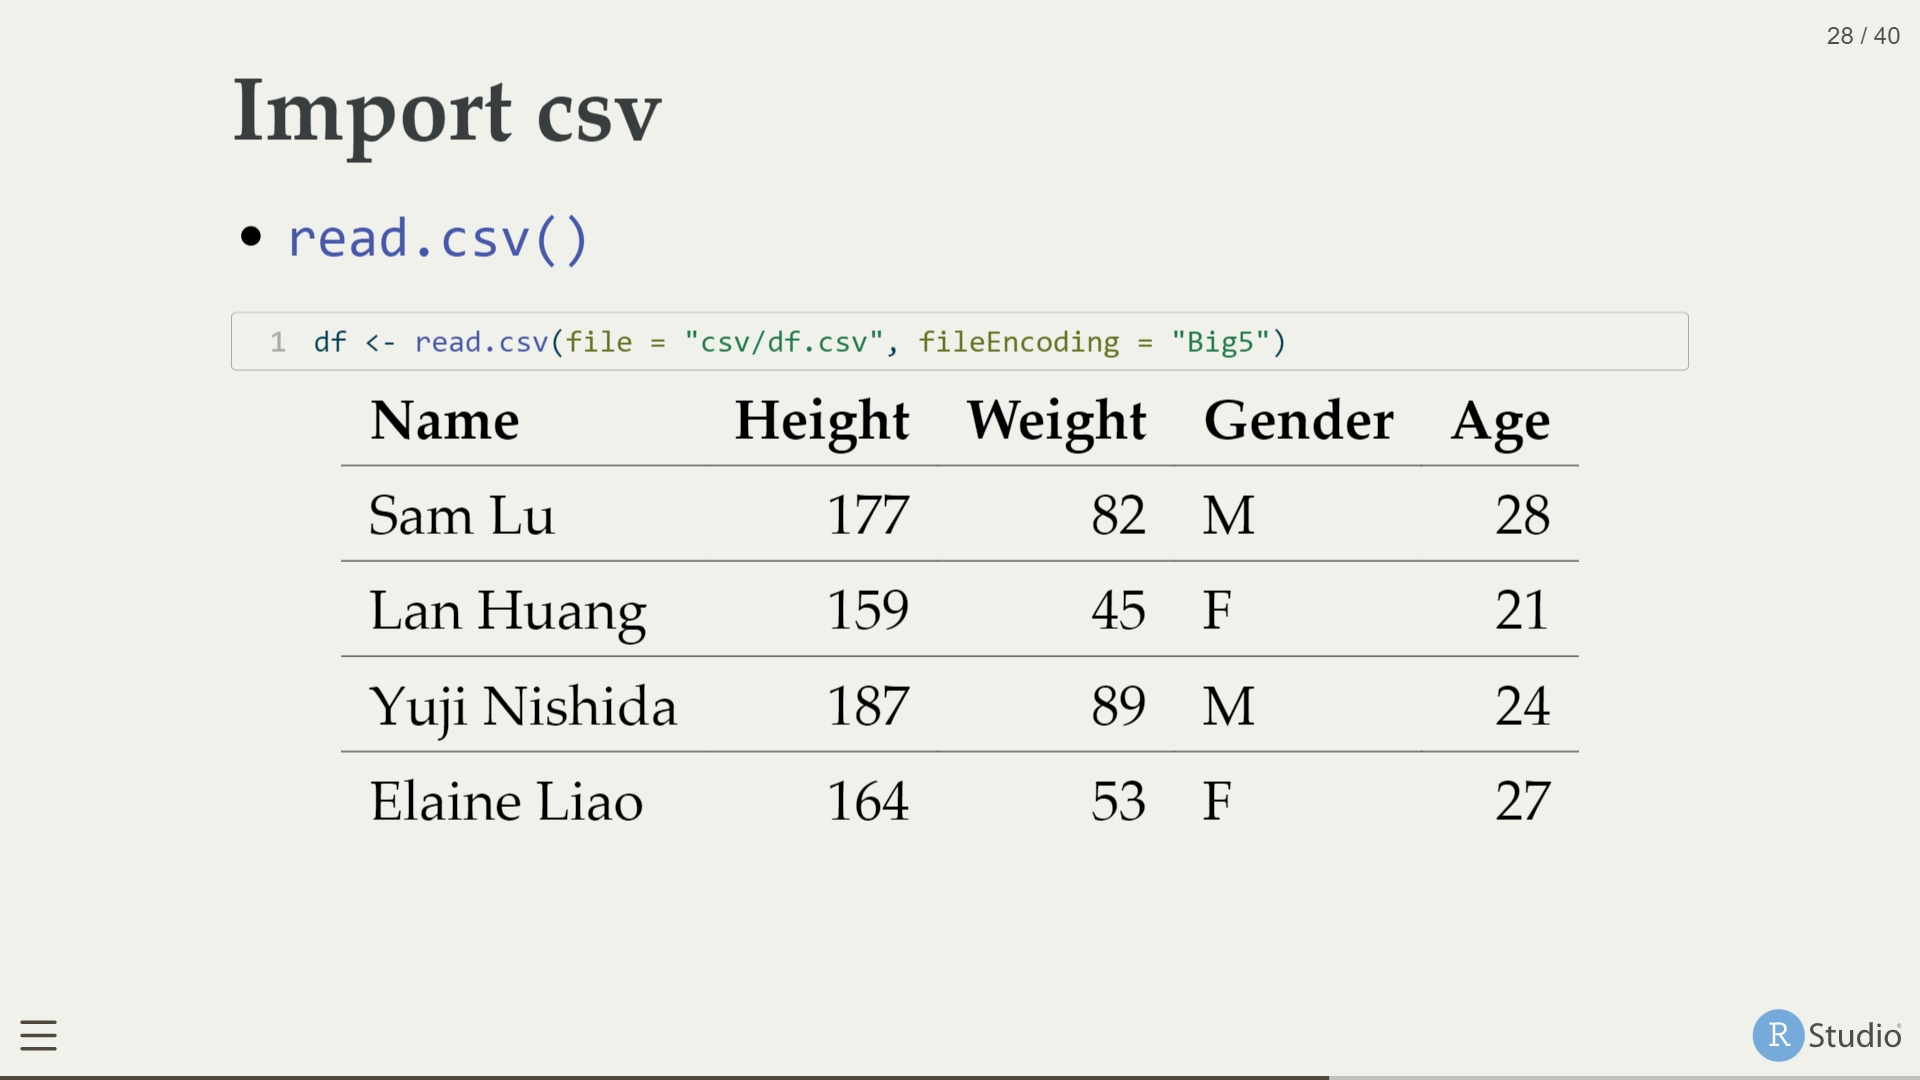 28 / 40
Import csv
• read.csv()
1 df <- read.csv(file = "csv/df.csv", fileEncoding = "Big5")
Name Height Weight Gender Age
Sam Lu 177 82 M 28
Lan Huang 159 45 F 21
Yuji Nishida 187 89 M 24
Elaine Liao 164 53 F 27
R Studio